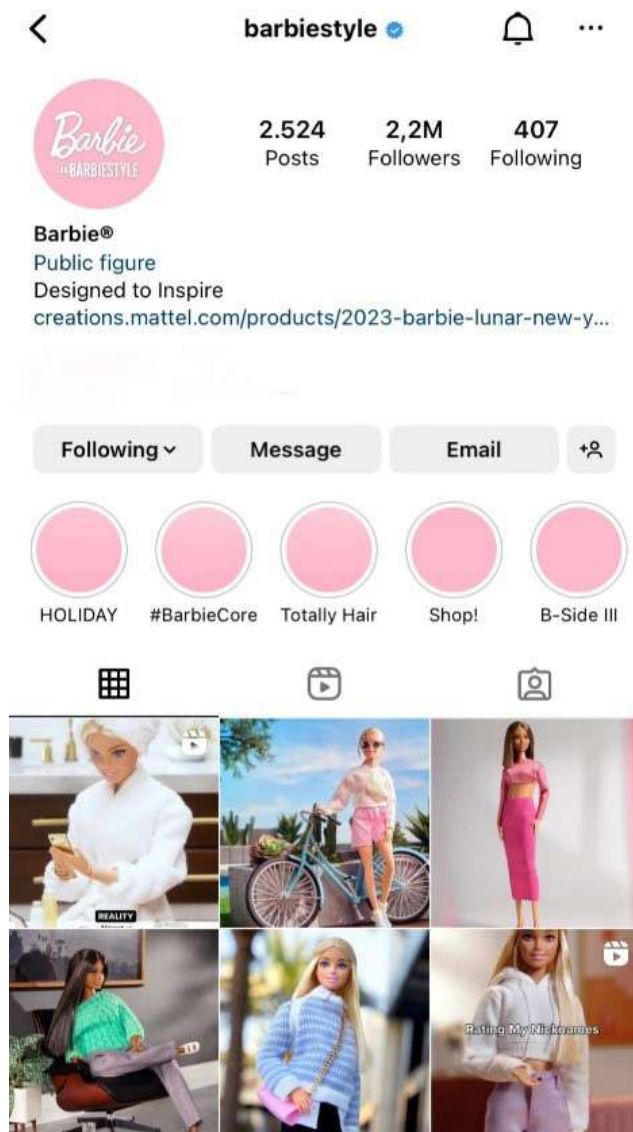 barbiestyle
Barbie
@BARBIESTYLE
2.524
Posts
2,2M
Followers
407
Following
Barbie®
Public figure
Designed to Inspire
creations.mattel.com/products/2023-barbie-lunar-new-y...
Following
Message
Email
HOLIDAY
#BarbieCore
Totally Hair
Shop!
B-Side III
REALITY
Rating My Nicknames